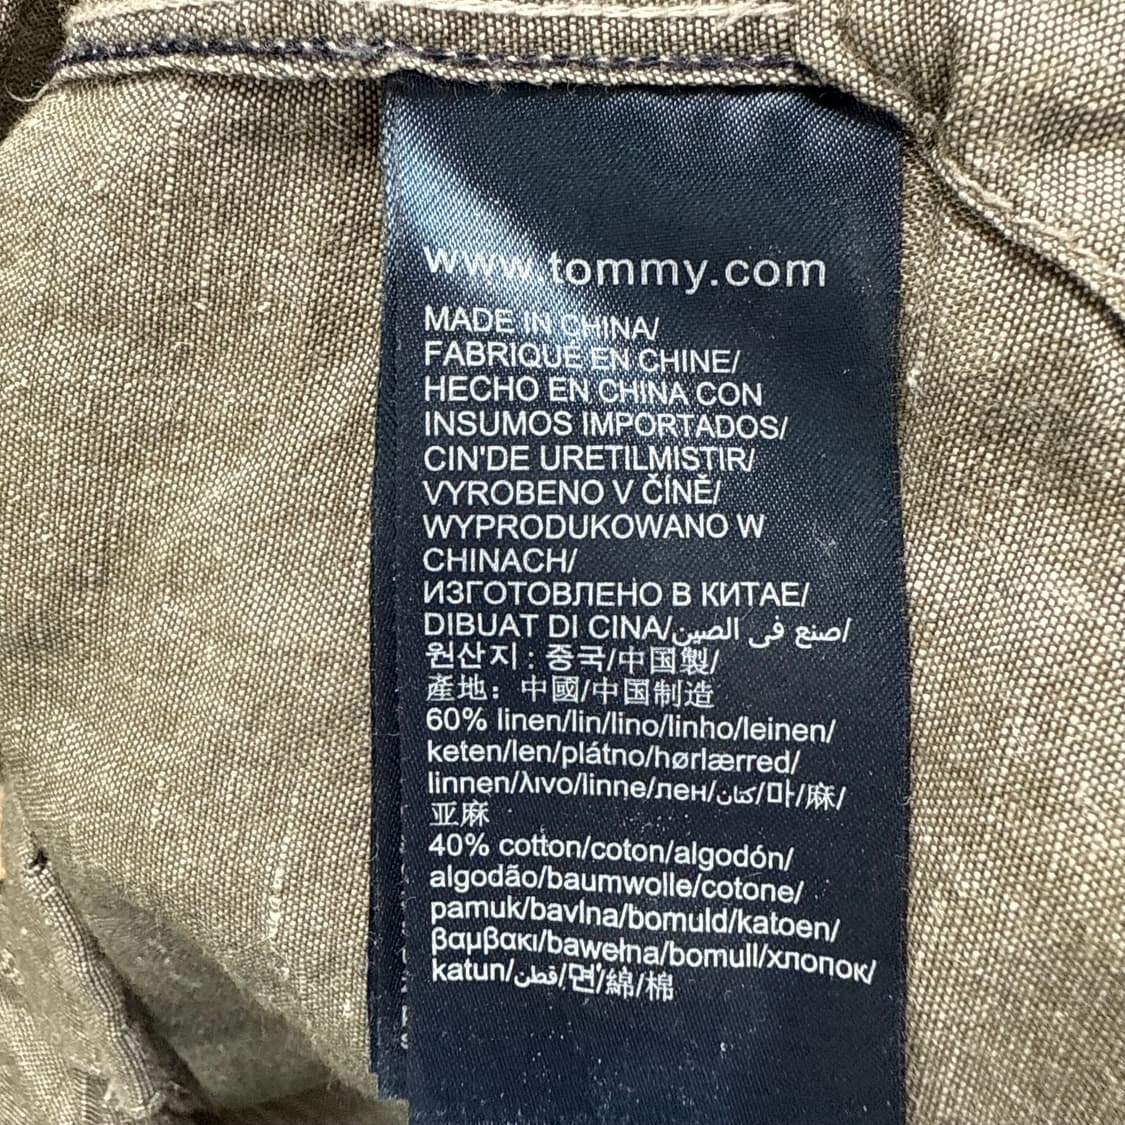 www.tommy.com
MADE IN CHINA/
FABRIQUÉ EN CHINE/
HECHO EN CHINA CON
INSUMOS IMPORTADOS/
CIN'DE URETILMISTIR/
VYROBENO V ČÍNĚ/
WYPRODUKOWANO W
CHINACH/
ИЗГОТОВЛЕНО В КИТАЕ/
DIBUAT DI CINA/صنع في الصين/
원산지 : 중국/中国製/
產地：中國/中国制造
60% linen/lin/lino/linho/leinen/
keten/len/plátno/hørlærred/
linnen/λινο/linne/лен/كتان/마/麻/
亚麻
40% cotton/coton/algodón/
algodão/baumwolle/cotone/
pamuk/bavlna/bomuld/katoen/
βαμβακι/bawełna/bomull/хлопок/
katun/قطن/면/綿/棉